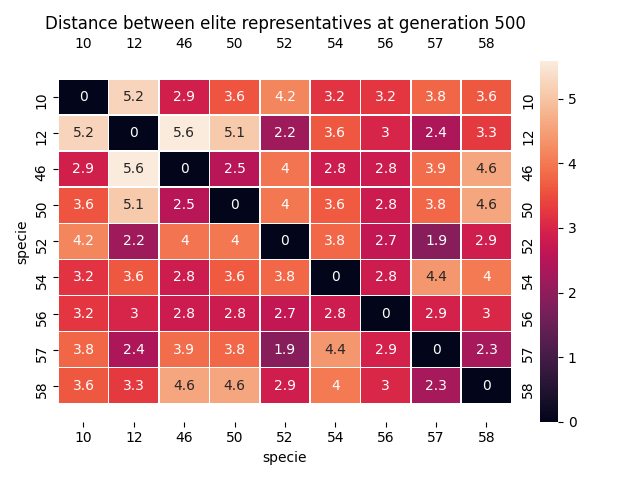 Distance between elite representatives at generation 500
10 12 46 50 52 54 56 57 58
10 0 5.2 2.9 3.6 4.2 3.2 3.2 3.8 3.6 10
12 5.2 0 5.6 5.1 2.2 3.6 3 2.4 3.3 12
46 2.9 5.6 0 2.5 4 2.8 2.8 3.9 4.6 46
50 3.6 5.1 2.5 0 4 3.6 2.8 3.8 4.6 50
52 4.2 2.2 4 4 0 3.8 2.7 1.9 2.9 52
54 3.2 3.6 2.8 3.6 3.8 0 2.8 4.4 4 54
56 3.2 3 2.8 2.8 2.7 2.8 0 2.9 3 56
57 3.8 2.4 3.9 3.8 1.9 4.4 2.9 0 2.3 57
58 3.6 3.3 4.6 4.6 2.9 4 3 2.3 0 58
10 12 46 50 52 54 56 57 58
specie
specie
5
4
3
2
1
0